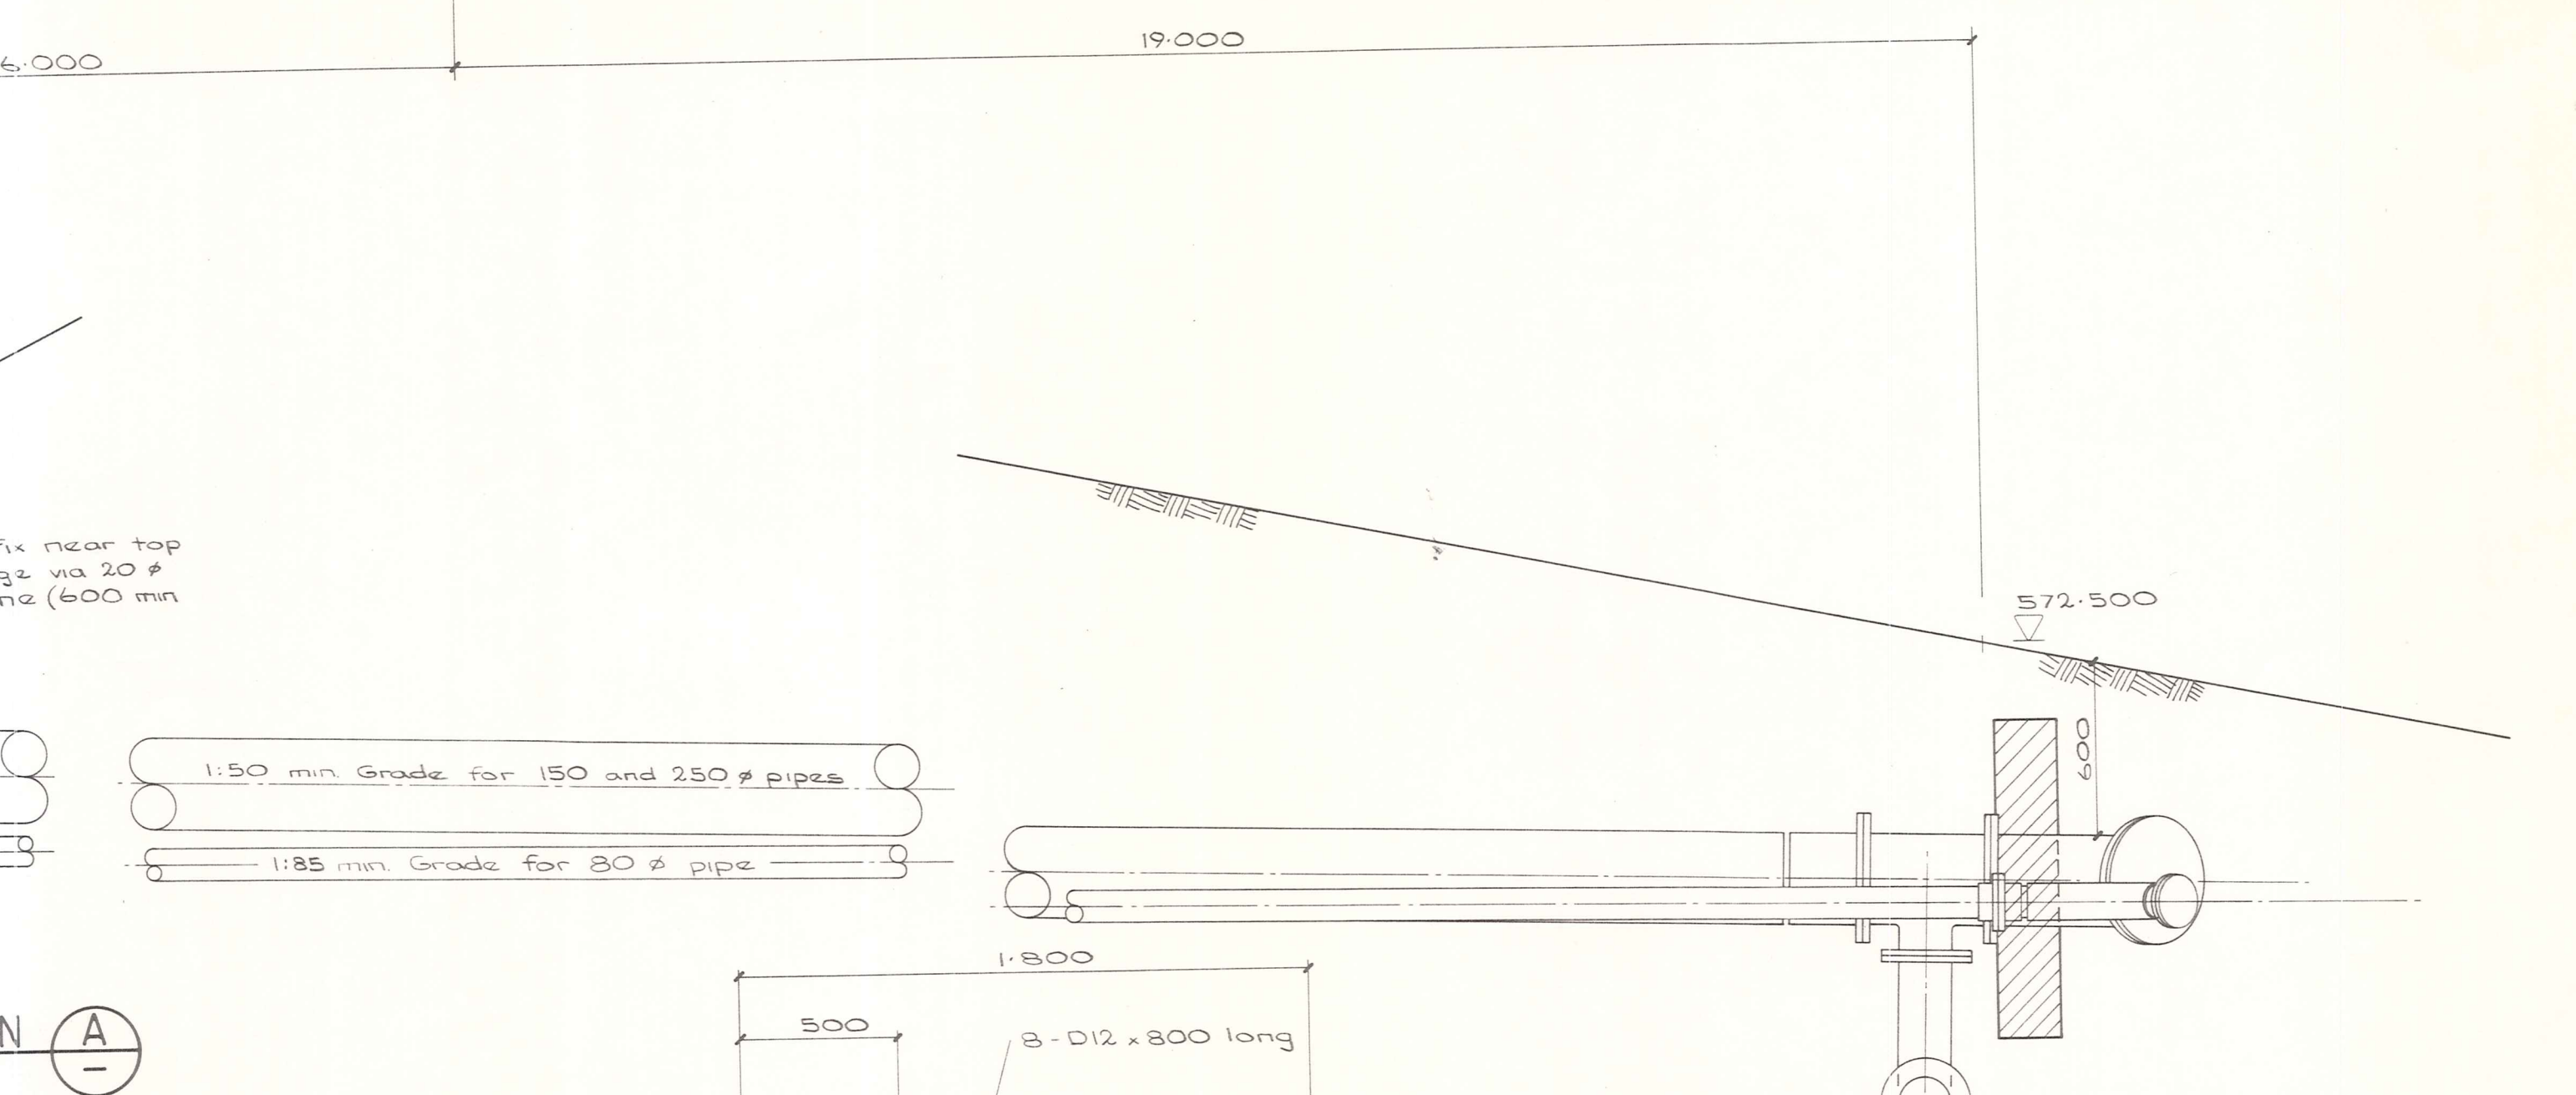 19.000
6.000
fix near top
ge via 20 ø
ne (600 min
572.500
600
1:50 min. Grade for 150 and 250 ø pipes
1:85 min. Grade for 80 ø pipe
1.800
500
8-D12 x 800 long
N
A
-